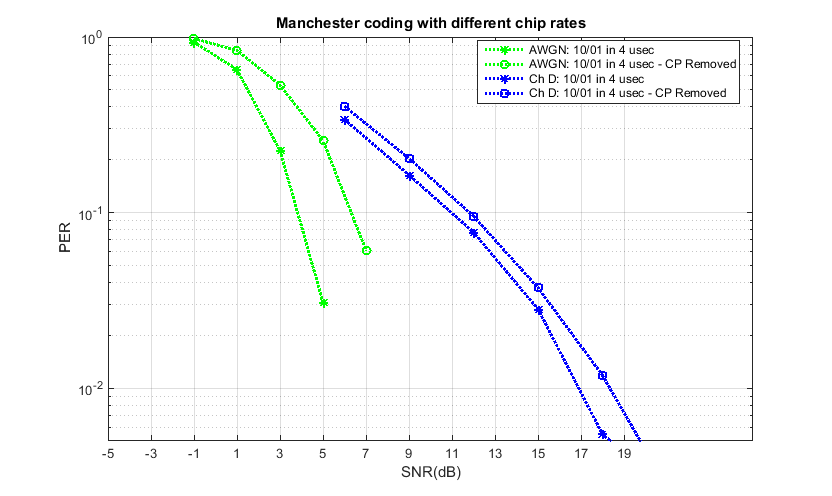 Manchester coding with different chip rates
AWGN: 10/01 in 4 usec
AWGN: 10/01 in 4 usec - CP Removed
Ch D: 10/01 in 4 usec
Ch D: 10/01 in 4 usec - CP Removed
10^0
10^-1
10^-2
PER
-5 -3 -1 1 3 5 7 9 11 13 15 17 19
SNR(dB)